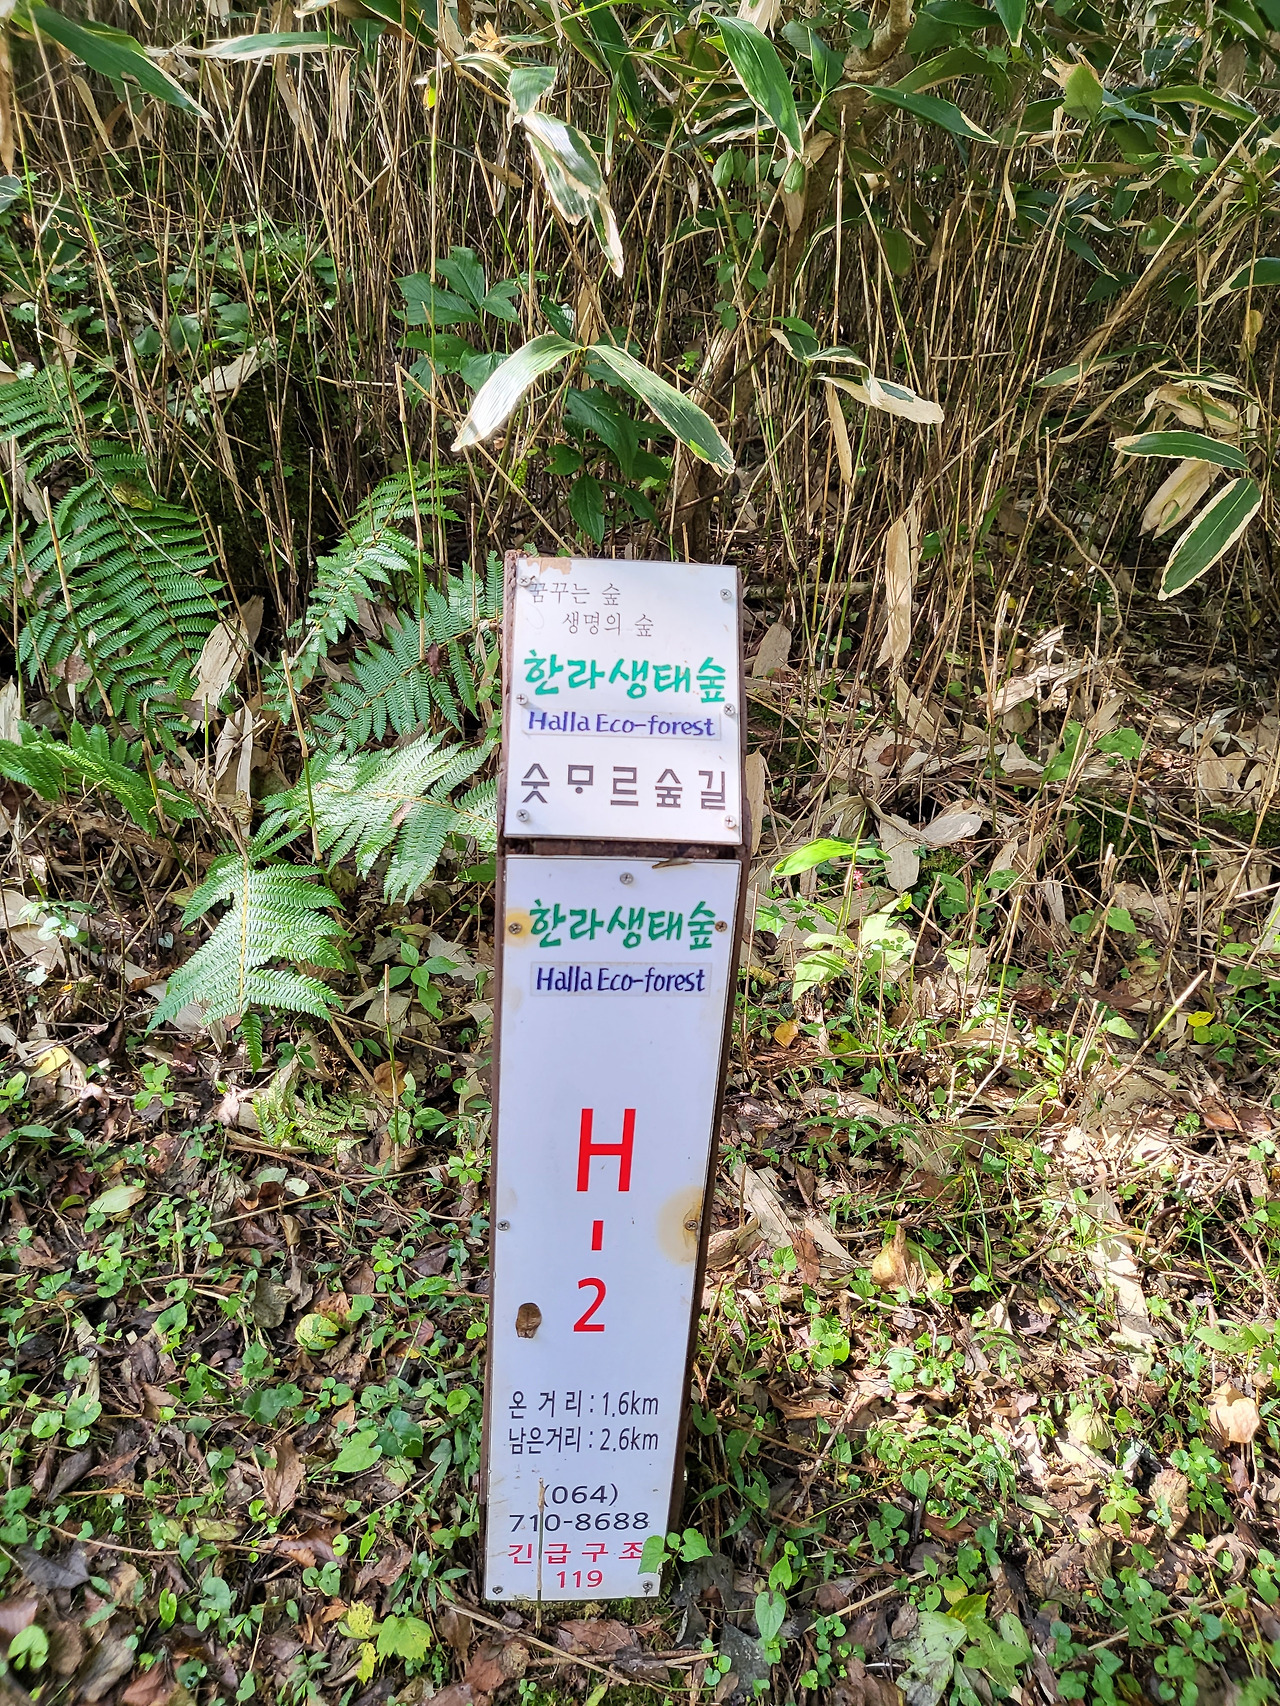 꿈꾸는 숲
생명의 숲
한라생태숲
Halla Eco-forest
숫ᄆᆞ르숲길
한라생태숲
Halla Eco-forest
H
-
2
온 거 리 : 1.6km
남은거리 : 2.6km
(064)
710-8688
긴 급 구 조
119